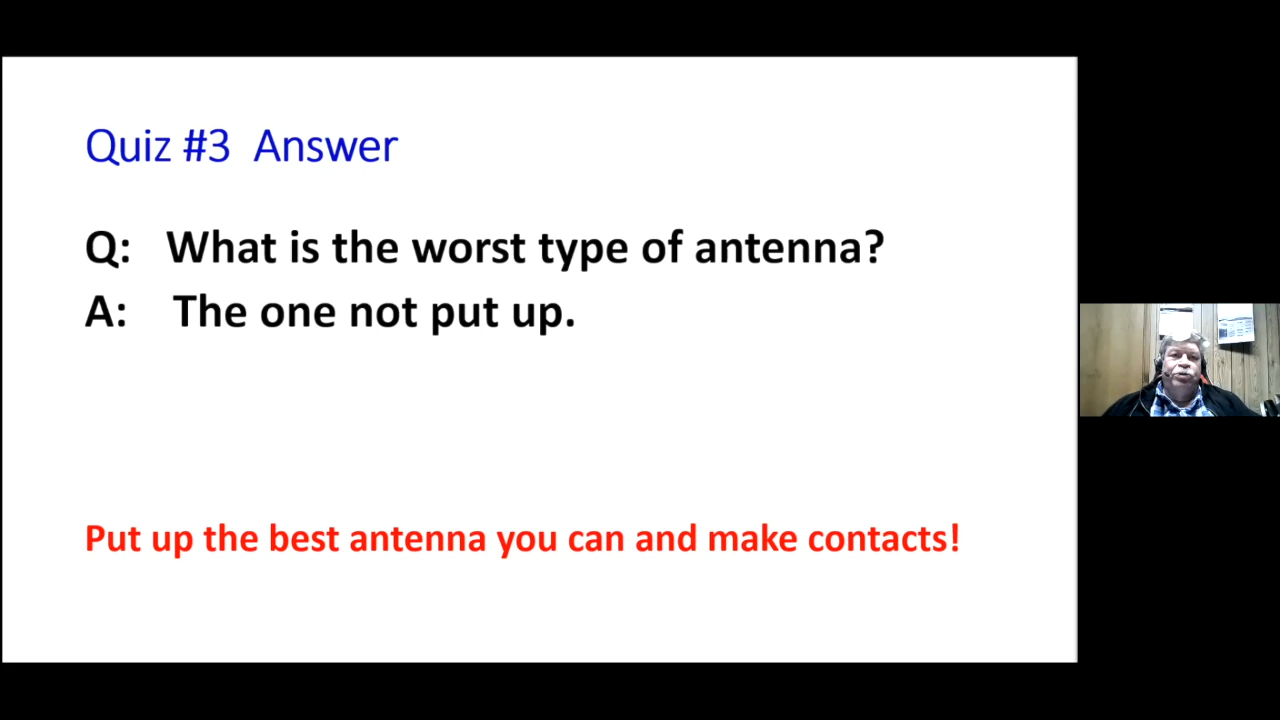 Quiz #3 Answer
Q: What is the worst type of antenna?
A: The one not put up.
Put up the best antenna you can and make contacts!